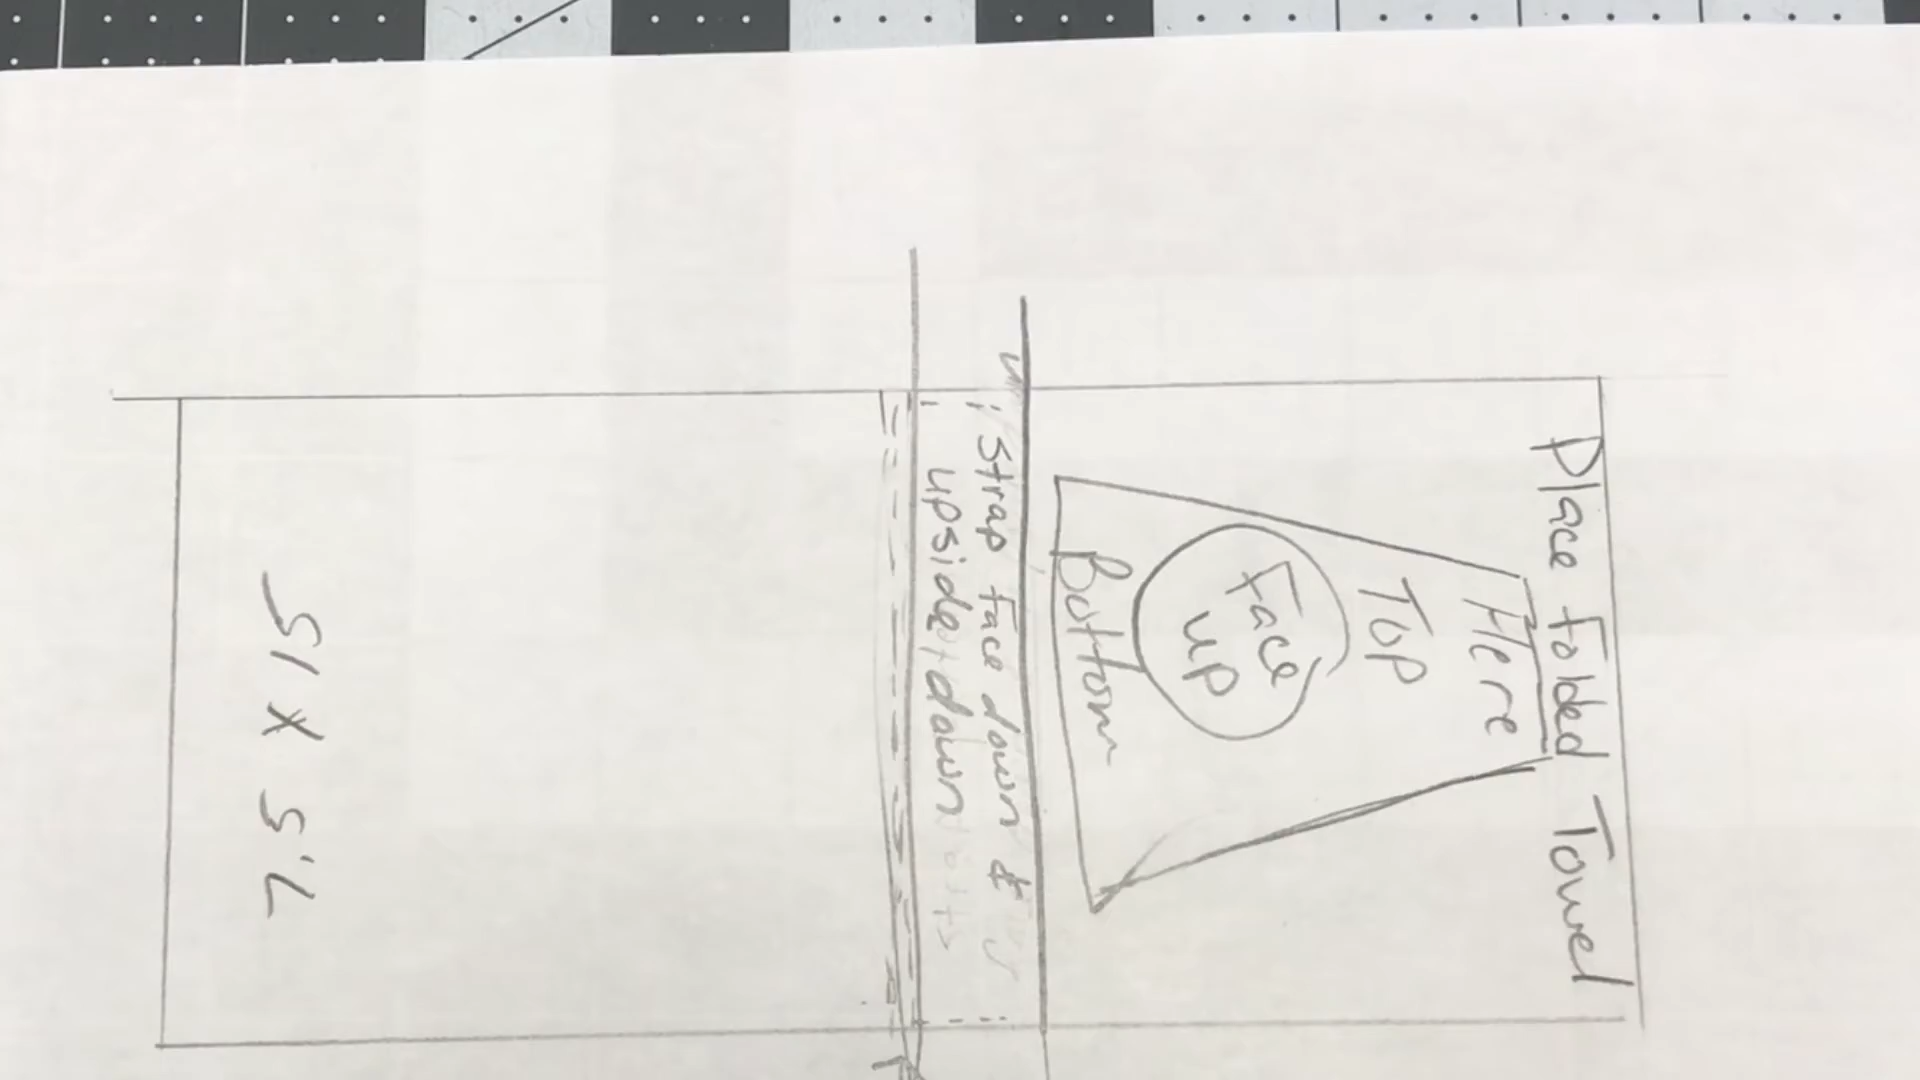 Place folded Towel
Here
Top
Face
up
Bottom
Strap face down &
upside down
7.5 X 15